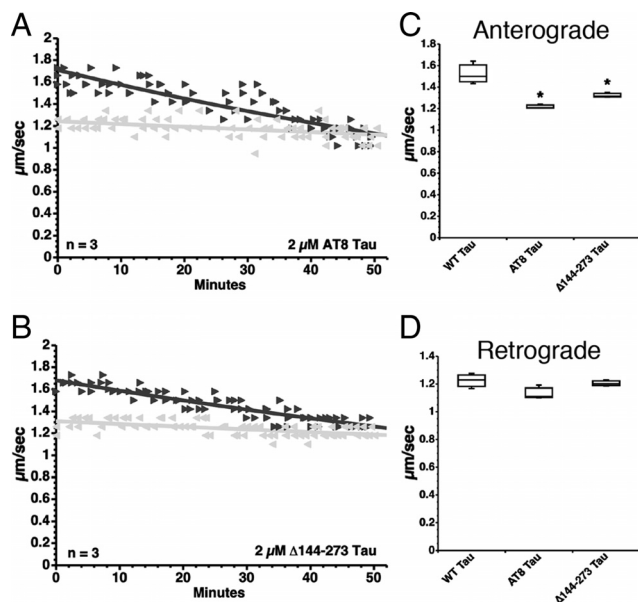 A
2
1.8
1.6
1.4
1.2
1
0.8
0.6
0.4
0.2
0
µm/sec
n = 3
2 µM AT8 Tau
0 10 20 30 40 50
Minutes
B
2
1.8
1.6
1.4
1.2
1
0.8
0.6
0.4
0.2
0
µm/sec
n = 3
2 µM Δ144-273 Tau
0 10 20 30 40 50
Minutes
C
Anterograde
1.8
1.6
1.4
1.2
1
0.8
0.6
0.4
0.2
0
µm/sec
*
*
WT Tau
AT8 Tau
Δ144-273 Tau
D
Retrograde
1.4
1.2
1
0.8
0.6
0.4
0.2
0
µm/sec
WT Tau
AT8 Tau
Δ144-273 Tau